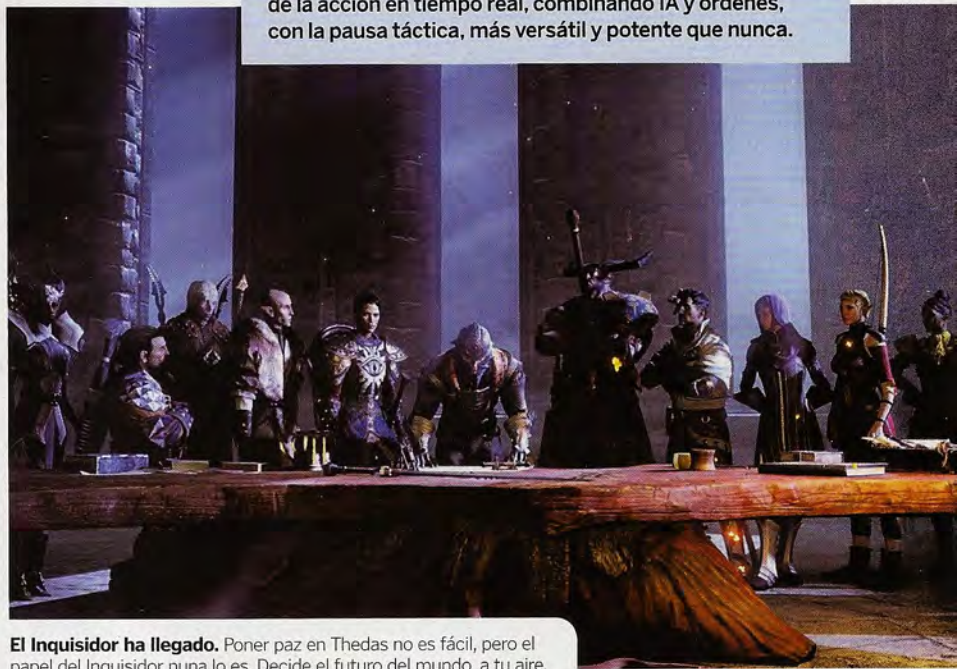 de la acción en tiempo real, combinando IA y órdenes,
con la pausa táctica, más versátil y potente que nunca.
El Inquisidor ha llegado. Poner paz en Thedas no es fácil, pero el
papel del Inquisidor nuna lo es. Decide el futuro del mundo, a tu aire